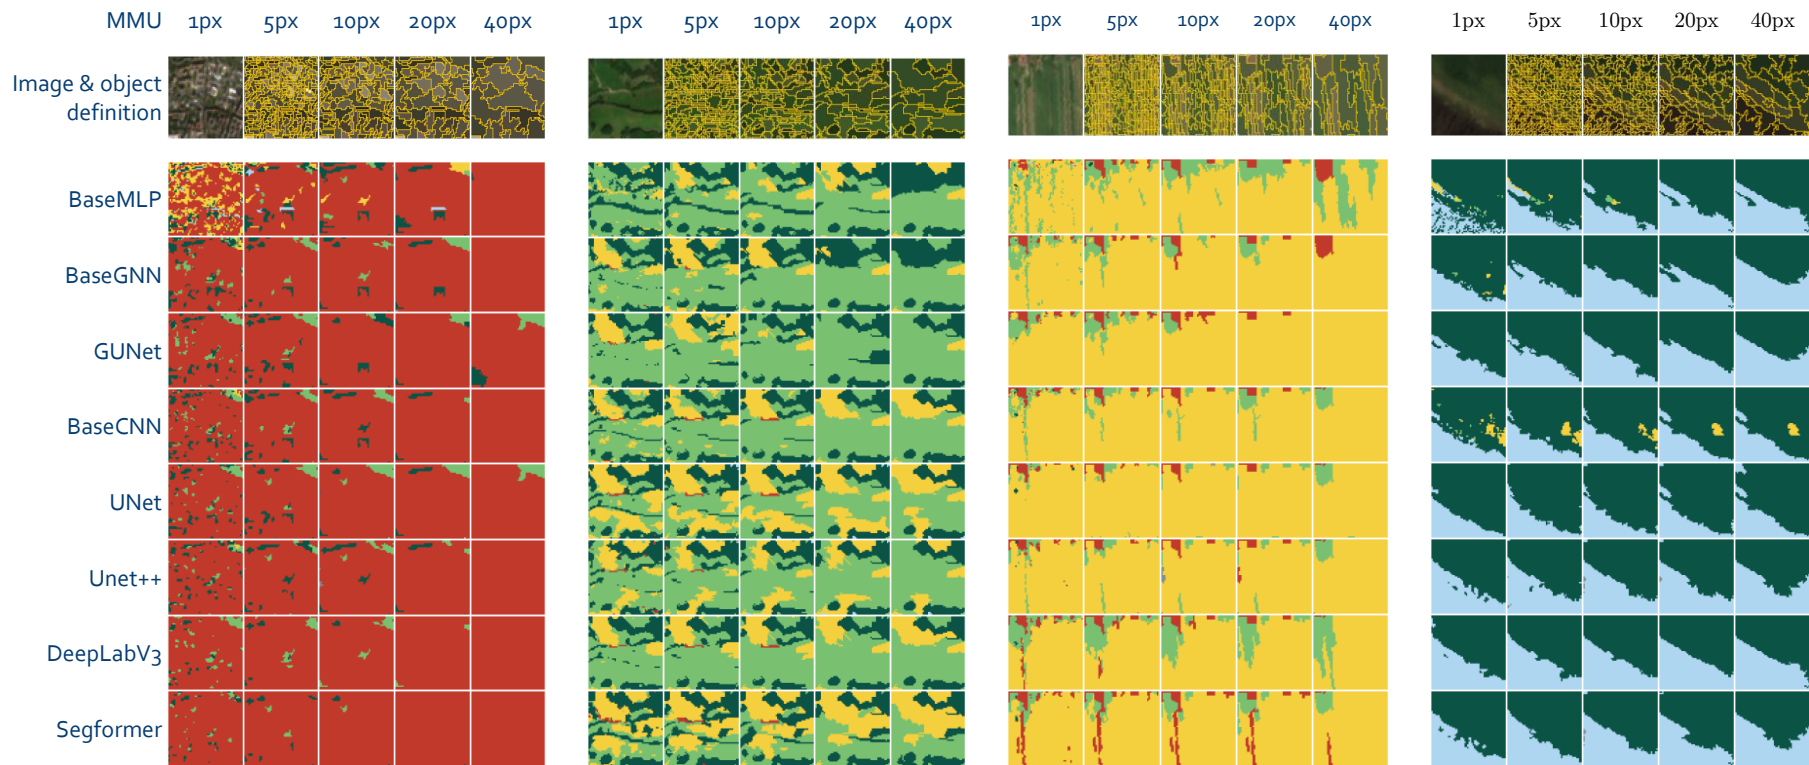 MMU 1px 5px 10px 20px 40px 1px 5px 10px 20px 40px 1px 5px 10px 20px 40px 1px 5px 10px 20px 40px
Image & object
definition
BaseMLP
BaseGNN
GUNet
BaseCNN
UNet
Unet++
DeepLabV3
Segformer